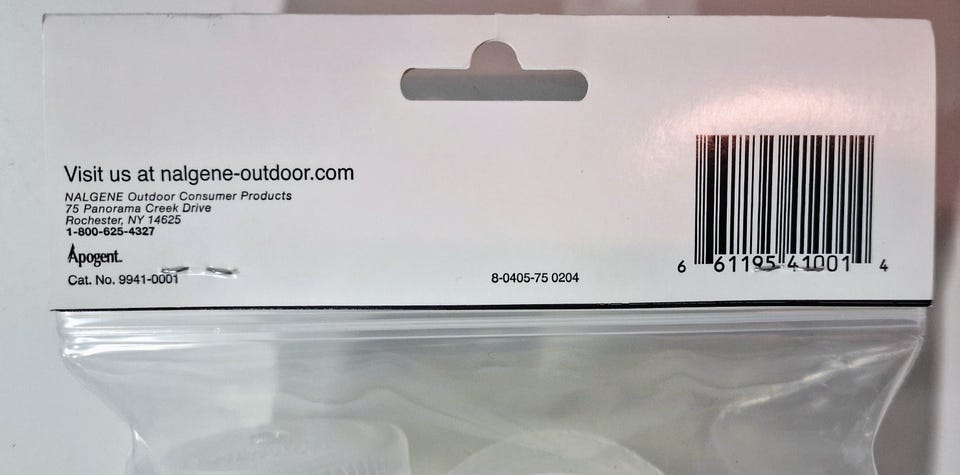 Visit us at nalgene-outdoor.com
NALGENE Outdoor Consumer Products
75 Panorama Creek Drive
Rochester, NY 14625
1-800-625-4327
Apogent.
Cat. No. 9941-0001
8-0405-75 0204
6 61195 41001 4